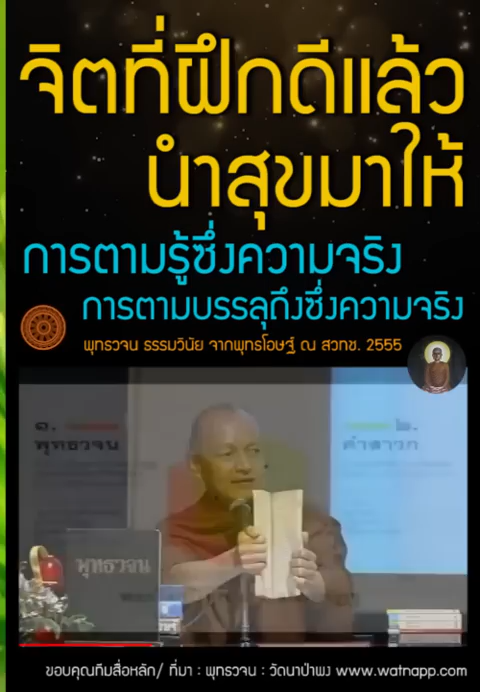 จิตที่ฝึกดีแล้ว
นำสุขมาให้
การตามรู้ซึ่งความจริง
การตามบรรลุถึงซึ่งความจริง
พุทธวจน ธรรมวินัย จากพุทธโอษฐ์ ณ สวทช. 2555
๑.
พุทธวจน
๒.
คำสาวก
พุทธวจน
ขอบคุณทีมสื่อหลัก/ ที่มา : พุทธวจน : วัดนาป่าพง www.watnapp.com